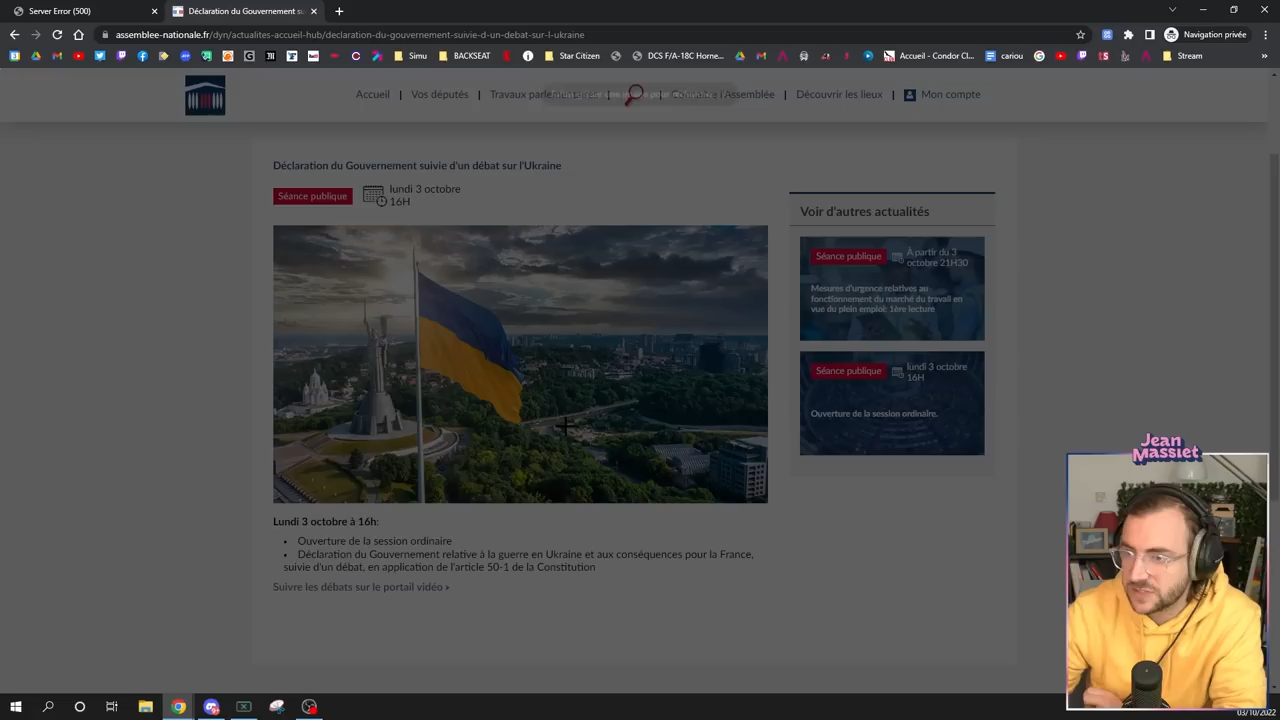 Server Error (500)
Déclaration du Gouvernement su
assemblee-nationale.fr/dyn/actualites-accueil-hub/declaration-du-gouvernement-suivie-d-un-debat-sur-l-ukraine
Navigation privée
Simu
BACKSEAT
Star Citizen
DCS F/A-18C Horne...
Accueil - Condor Cl...
cariou
Stream
Accueil
Vos députés
Travaux
l'Assemblée
Découvrir les lieux
Mon compte
Déclaration du Gouvernement suivie d'un débat sur l'Ukraine
Séance publique
lundi 3 octobre
16H
Voir d'autres actualités
Séance publique
À partir du 3
octobre 21H30
Mesures d'urgence relatives au
fonctionnement du marché du travail en
vue du plein emploi: 1ère lecture
Séance publique
lundi 3 octobre
16H
Ouverture de la session ordinaire.
Jean
Massiet
Lundi 3 octobre à 16h:
• Ouverture de la session ordinaire
• Déclaration du Gouvernement relative à la guerre en Ukraine et aux conséquences pour la France,
suivie d'un débat, en application de l'article 50-1 de la Constitution
Suivre les débats sur le portail vidéo
03/10/2022